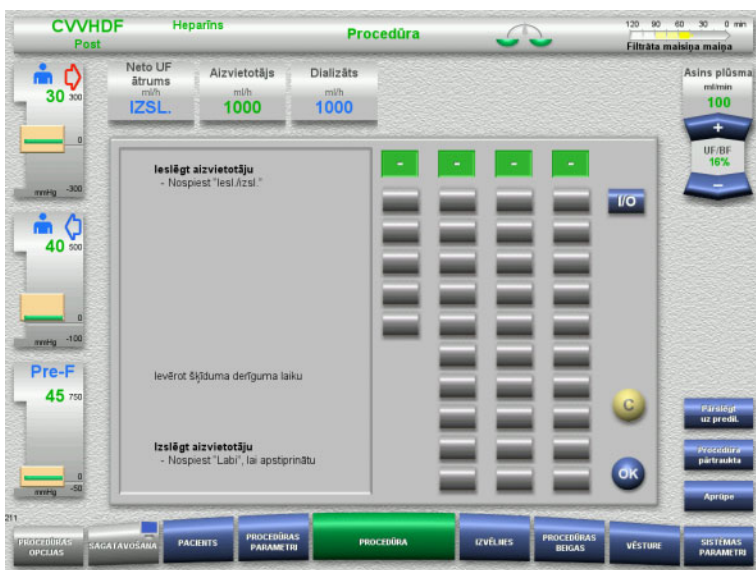 CVVHDF
Post
Heparīns
Procedūra
120 90 60 30 0 min
Filtrāta maisiņa maiņa
30 300
0
mmHg -300
Neto UF
ātrums
ml/h
IZSL.
Aizvietotājs
ml/h
1000
Dializāts
ml/h
1000
Asins plūsma
ml/min
100
+
UF/BF
16%
–
Ieslēgt aizvietotāju
- Nospiest "Iesl./izsl."
- - - -
I/O
40 500
0
mmHg -100
Ievērot šķīduma derīguma laiku
Pre-F
45 750
0
mmHg -50
C
Izslēgt aizvietotāju
- Nospiest "Labi", lai apstiprinātu
OK
Pārslēgt
uz predil.
Procedūra
pārtraukta
Aprūpe
211
PROCEDŪRAS
OPCIJAS
SAGATAVOŠANA
PACIENTS
PROCEDŪRAS
PARAMETRI
PROCEDŪRA
IZVĒLNES
PROCEDŪRAS
BEIGAS
VĒSTURE
SISTĒMAS
PARAMETRI